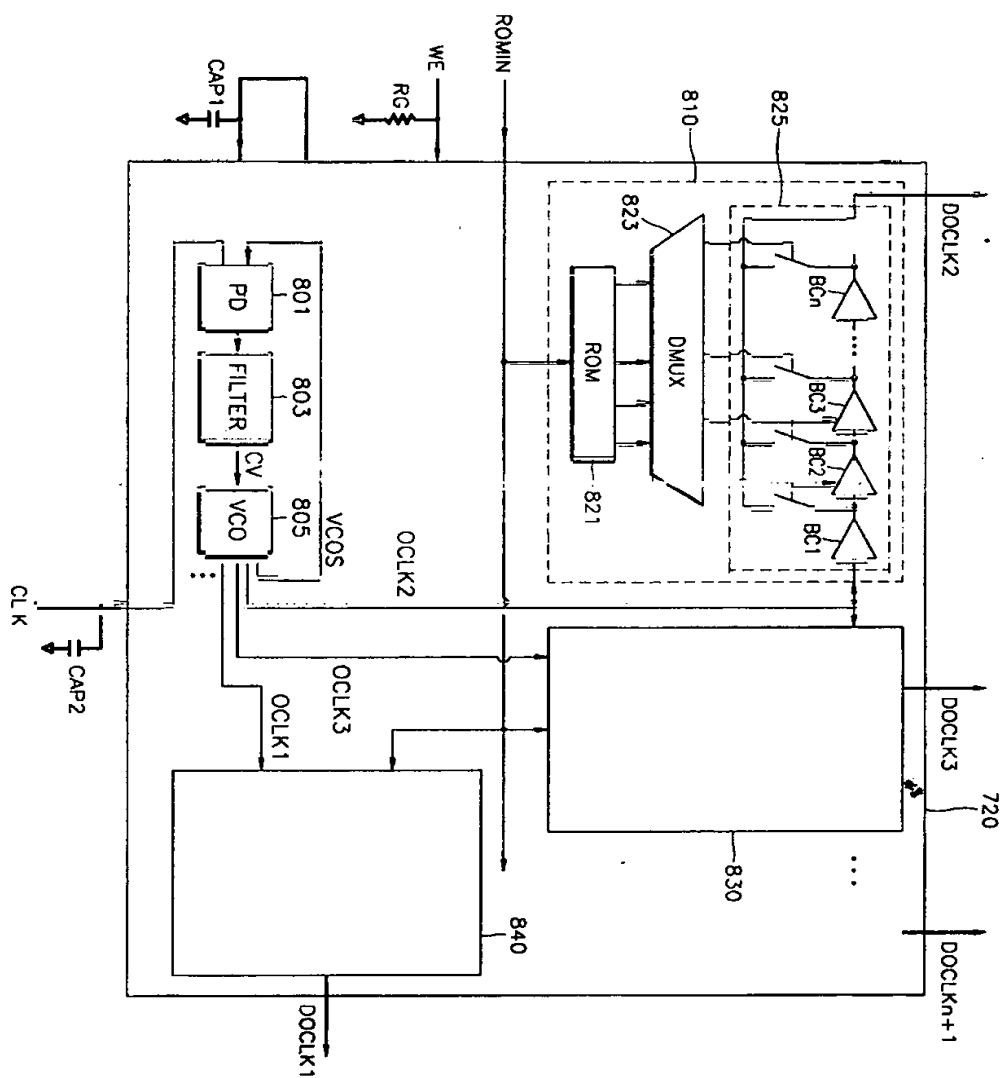 ROMIN
WE
RG
CAP1
810
825
823
DOCLK2
BCn
BC3
BC2
BC1
DMUX
ROM
821
801
PD
803
FILTER
CV
805
VCO
VCOS
OCLK2
OCLK3
OCLK1
CLK
CAP2
DOCLK3
720
830
...
840
DOCLKn+1
DOCLK1